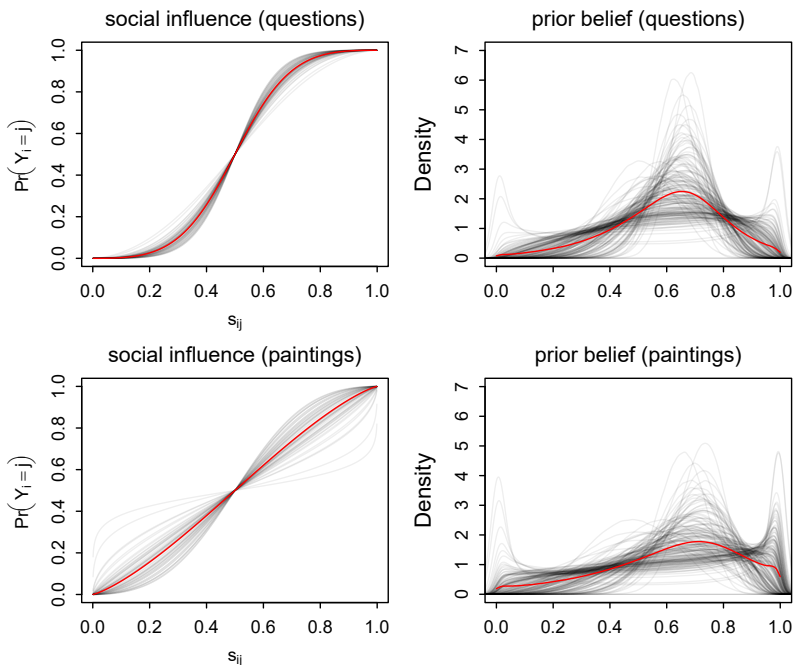 social influence (questions)
Pr( Y_i = j )
0.0 0.2 0.4 0.6 0.8 1.0
0.0 0.2 0.4 0.6 0.8 1.0
s_ij
prior belief (questions)
Density
0 1 2 3 4 5 6 7
0.0 0.2 0.4 0.6 0.8 1.0
social influence (paintings)
Pr( Y_i = j )
0.0 0.2 0.4 0.6 0.8 1.0
0.0 0.2 0.4 0.6 0.8 1.0
s_ij
prior belief (paintings)
Density
0 1 2 3 4 5 6 7
0.0 0.2 0.4 0.6 0.8 1.0